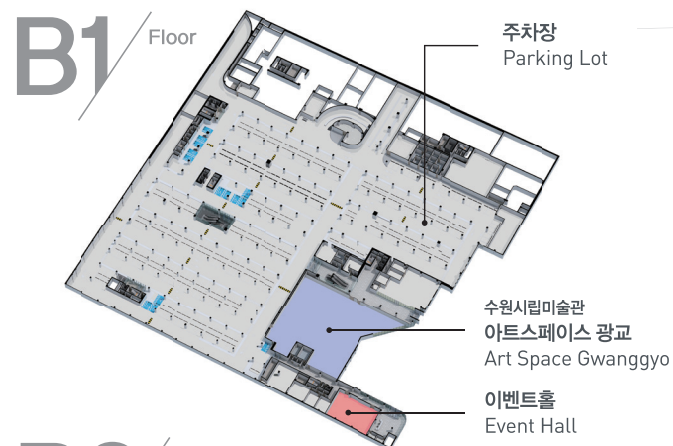 B1 Floor
주차장
Parking Lot
수원시립미술관
아트스페이스 광교
Art Space Gwanggyo
이벤트홀
Event Hall